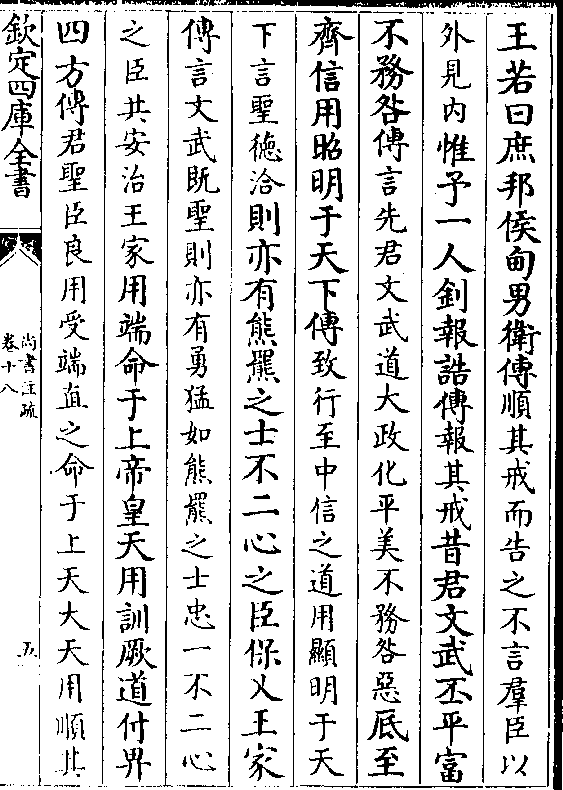 王若曰庶邦侯甸男衛傳順其戒而告之不言羣臣以
外見内惟予一人釗報誥傳報其戒昔君文武丕平富
不務咎傳言先君文武道大政化平美不務咎惡厎至
齊信用昭明于天下傳致行至中信之道用顯明于天
下言聖德洽則亦有熊羆之士不二心之臣保乂王家
傳言文武既聖則亦有勇猛如熊羆之士忠一不二心
之臣共安治王家用端命于上帝皇天用訓厥道付畀
四方傳君聖臣良用受端直之命于上天大天用順其
欽定四庫全書
尚書注疏
卷十八
五